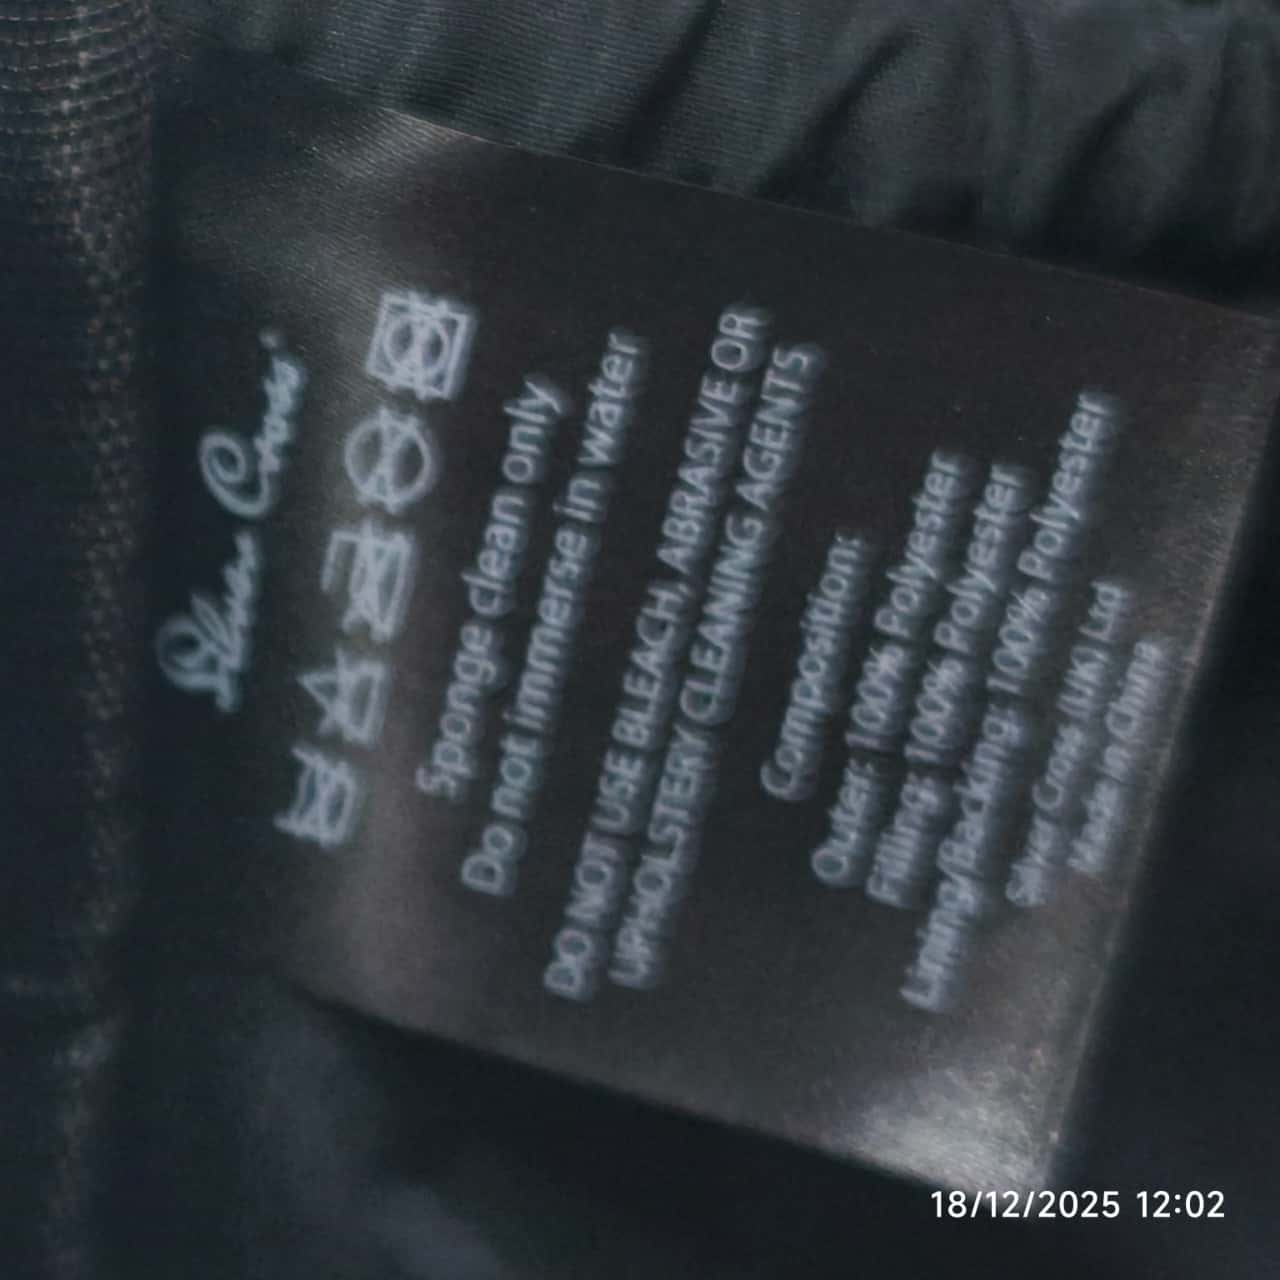 Silver Cross
Sponge clean only
Do not immerse in water
DO NOT USE BLEACH, ABRASIVE OR
UPHOLSTERY CLEANING AGENTS
Composition:
Outer: 100% Polyester
Filling: 100% Polyester
Lining/Backing: 100% Polyester
Silver Cross (UK) Ltd
Made in China
18/12/2025 12:02